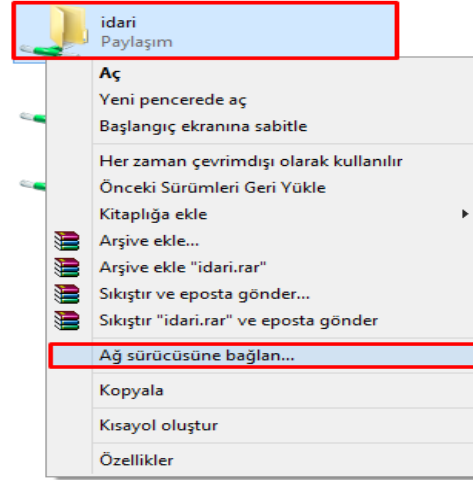 idari
Paylaşım
Aç
Yeni pencerede aç
Başlangıç ekranına sabitle
Her zaman çevrimdışı olarak kullanılır
Önceki Sürümleri Geri Yükle
Kitaplığa ekle
Arşive ekle...
Arşive ekle "idari.rar"
Sıkıştır ve eposta gönder...
Sıkıştır "idari.rar" ve eposta gönder
Ağ sürücüsüne bağlan...
Kopyala
Kısayol oluştur
Özellikler